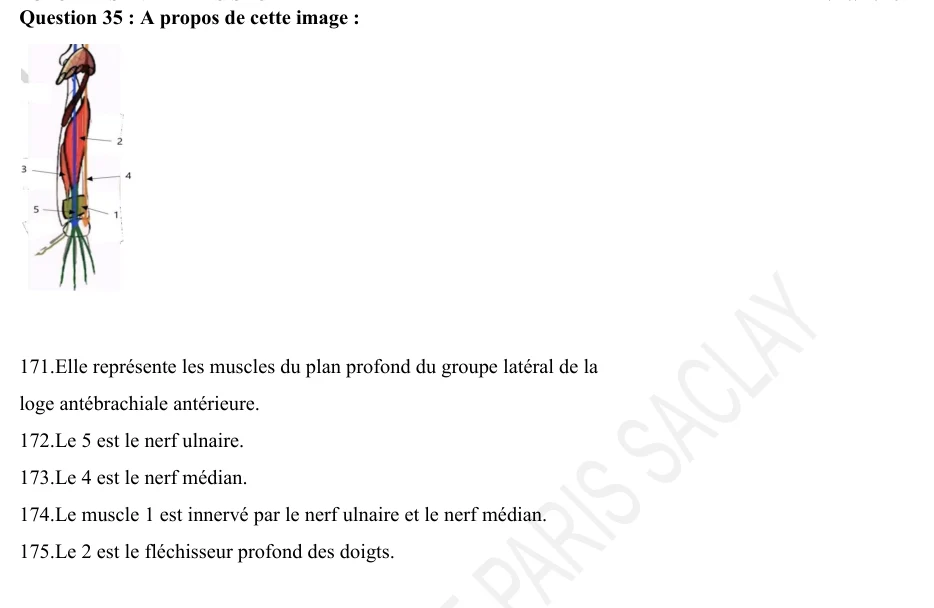 Question 35 : A propos de cette image :
2
3
4
5
1
171.Elle représente les muscles du plan profond du groupe latéral de la
loge antébrachiale antérieure.
172.Le 5 est le nerf ulnaire.
173.Le 4 est le nerf médian.
174.Le muscle 1 est innervé par le nerf ulnaire et le nerf médian.
175.Le 2 est le fléchisseur profond des doigts.
PARIS SACLAY